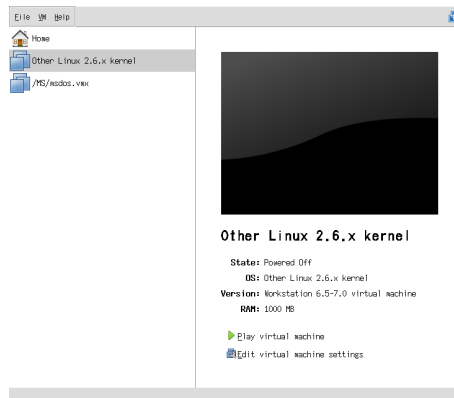 File VM Help
Home
Other Linux 2.6.x kernel
/MS/msdos.vmx
Other Linux 2.6.x kernel
State: Powered Off
OS: Other Linux 2.6.x kernel
Version: Workstation 6.5-7.0 virtual machine
RAM: 1000 MB
Play virtual machine
Edit virtual machine settings